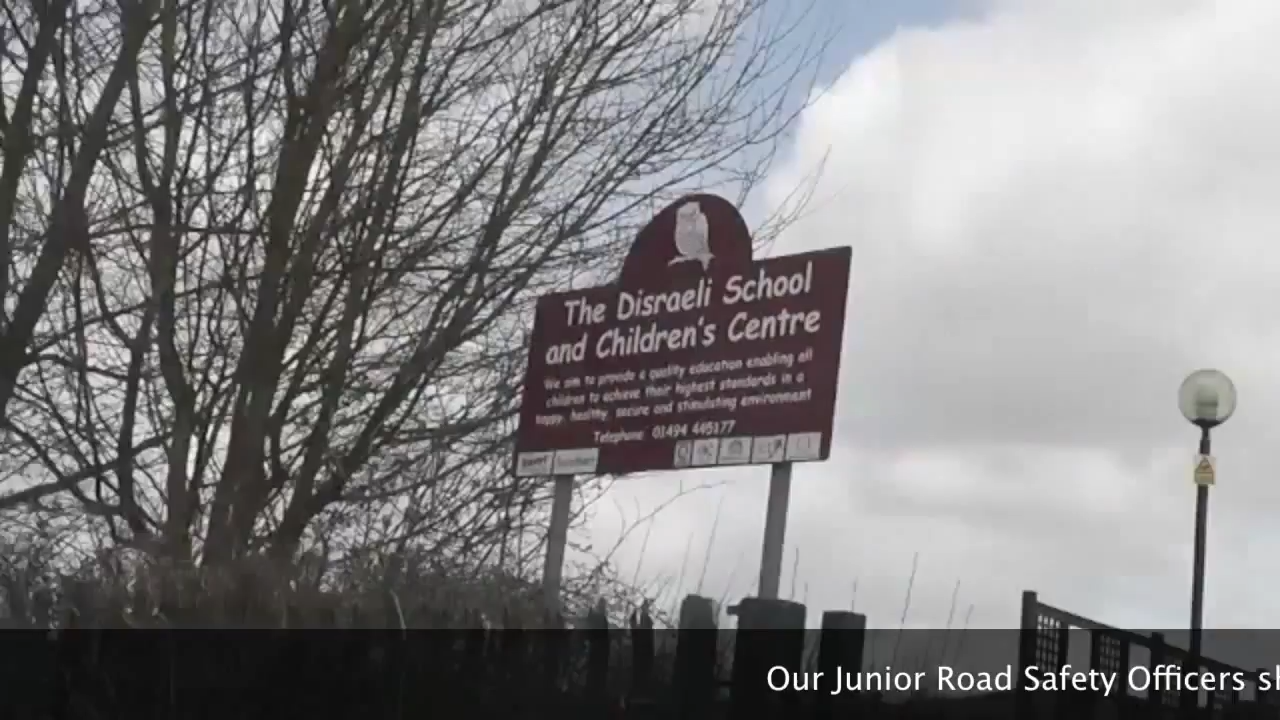 The Disraeli School
and Children's Centre
We aim to provide a quality education enabling all
children to achieve their highest standards in a
happy, healthy, secure and stimulating environment
Telephone 01494 445177
Our Junior Road Safety Officers sh